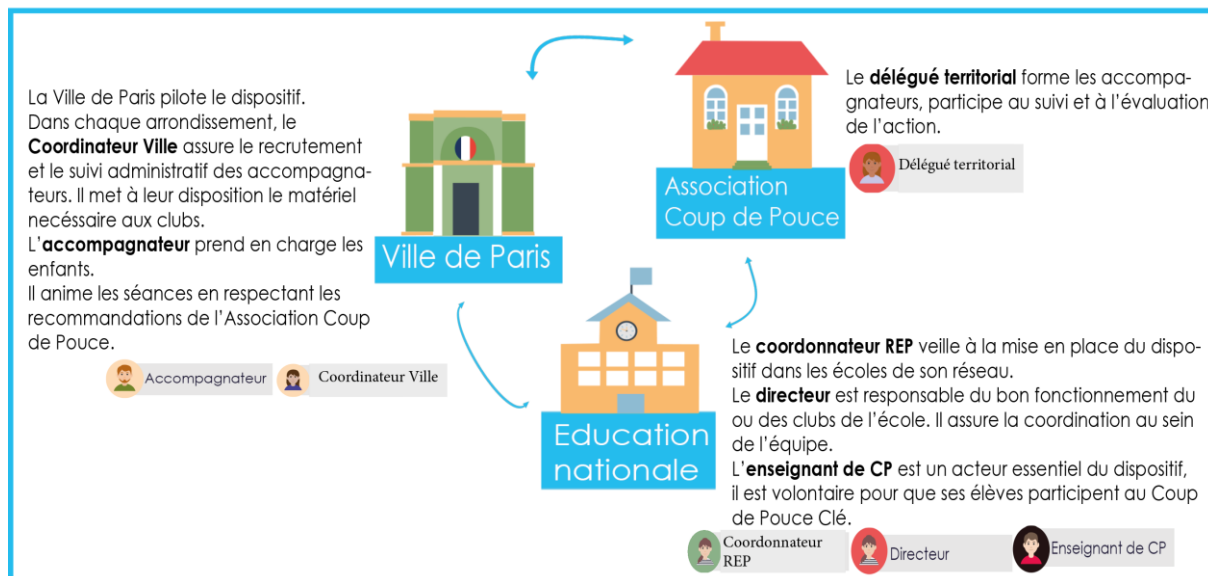 La Ville de Paris pilote le dispositif.
Dans chaque arrondissement, le
Coordinateur Ville assure le recrutement
et le suivi administratif des accompagna-
teurs. Il met à leur disposition le matériel
necéssaire aux clubs.
L'accompagnateur prend en charge les
enfants.
Il anime les séances en respectant les
recommandations de l'Association Coup
de Pouce.
Accompagnateur
Coordinateur Ville
Ville de Paris
Association
Coup de Pouce
Le délégué territorial forme les accompa-
gnateurs, participe au suivi et à l'évaluation
de l'action.
Délégué territorial
Education
nationale
Le coordonnateur REP veille à la mise en place du dispo-
sitif dans les écoles de son réseau.
Le directeur est responsable du bon fonctionnement du
ou des clubs de l'école. Il assure la coordination au sein
de l'équipe.
L'enseignant de CP est un acteur essentiel du dispositif,
il est volontaire pour que ses élèves participent au Coup
de Pouce Clé.
Coordonnateur
REP
Directeur
Enseignant de CP